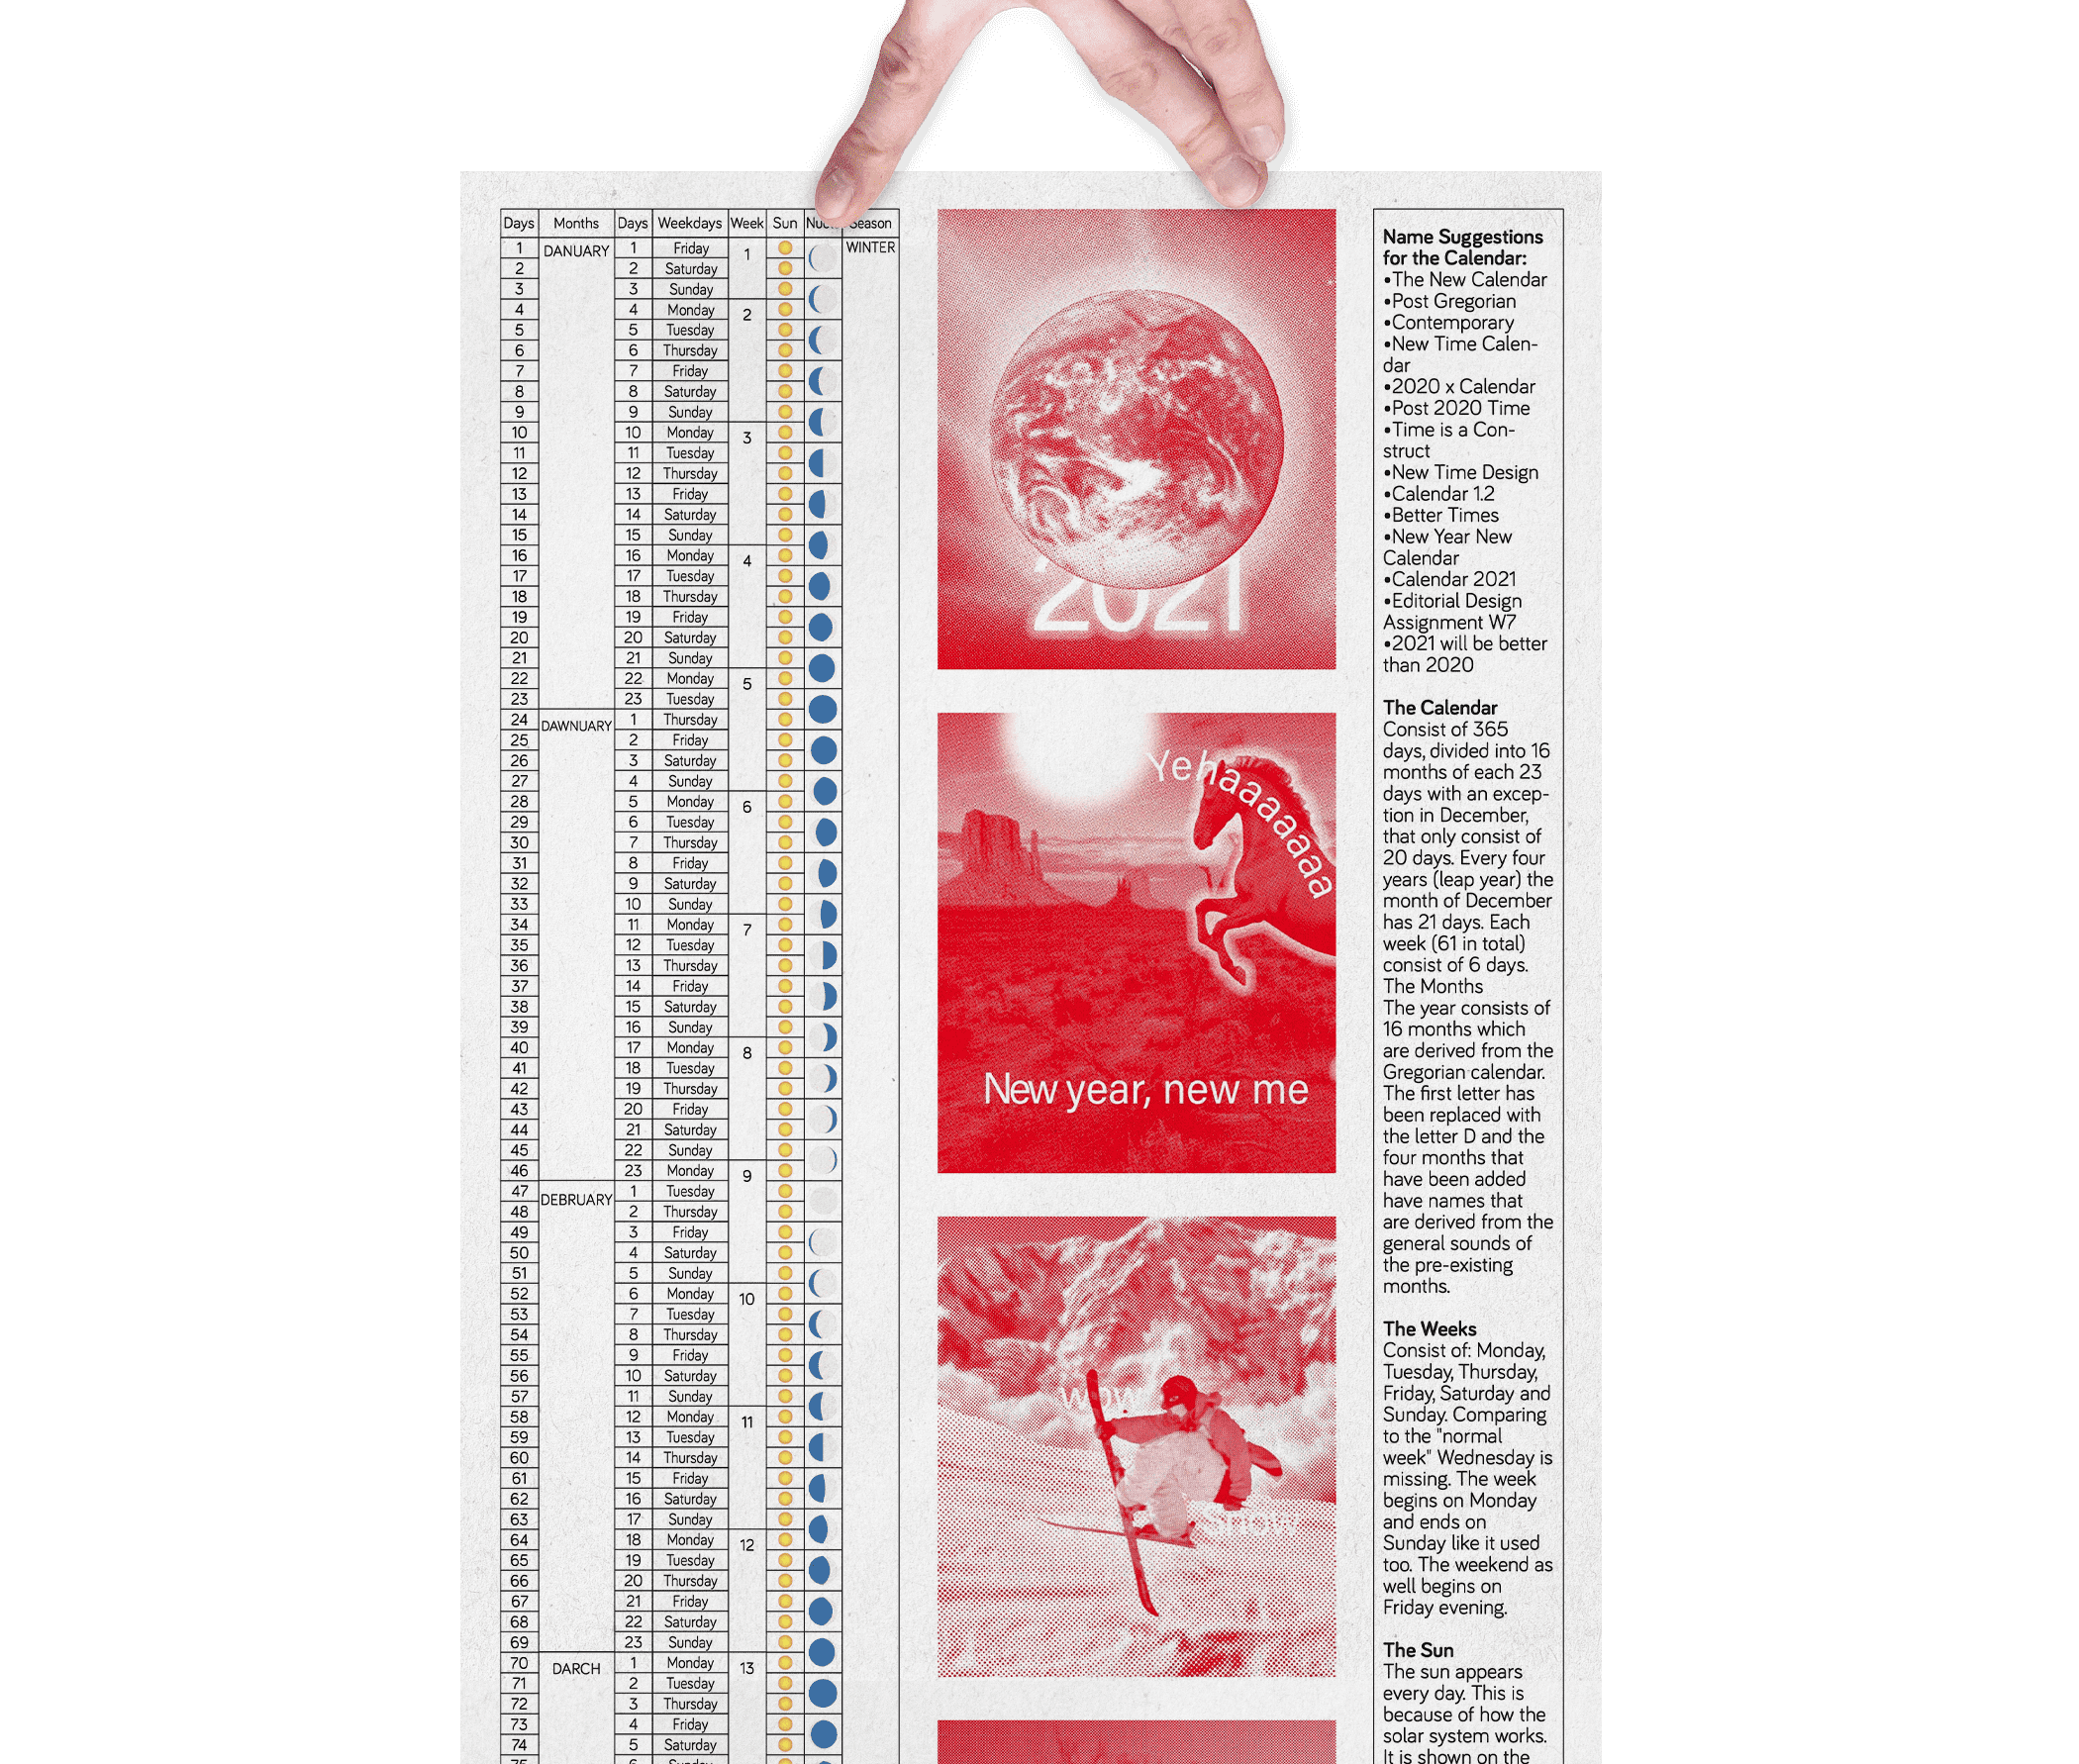 Days Months Days Weekdays Week Sun Season
1 DANUARY 1 Friday 1 WINTER
2 2 Saturday
3 3 Sunday
4 4 Monday 2
5 5 Tuesday
6 6 Thursday
7 7 Friday
8 8 Saturday
9 9 Sunday
10 10 Monday 3
11 11 Tuesday
12 12 Thursday
13 13 Friday
14 14 Saturday
15 15 Sunday
16 16 Monday 4
17 17 Tuesday
18 18 Thursday
19 19 Friday
20 20 Saturday
21 21 Sunday
22 22 Monday 5
23 23 Tuesday
24 DAWNUARY 1 Thursday
25 2 Friday
26 3 Saturday
27 4 Sunday
28 5 Monday 6
29 6 Tuesday
30 7 Thursday
31 8 Friday
32 9 Saturday
33 10 Sunday
34 11 Monday 7
35 12 Tuesday
36 13 Thursday
37 14 Friday
38 15 Saturday
39 16 Sunday
40 17 Monday 8
41 18 Tuesday
42 19 Thursday
43 20 Friday
44 21 Saturday
45 22 Sunday
46 23 Monday 9
47 DEBRUARY 1 Tuesday
48 2 Thursday
49 3 Friday
50 4 Saturday
51 5 Sunday
52 6 Monday 10
53 7 Tuesday
54 8 Thursday
55 9 Friday
56 10 Saturday
57 11 Sunday
58 12 Monday 11
59 13 Tuesday
60 14 Thursday
61 15 Friday
62 16 Saturday
63 17 Sunday
64 18 Monday 12
65 19 Tuesday
66 20 Thursday
67 21 Friday
68 22 Saturday
69 23 Sunday
70 DARCH 1 Monday 13
71 2 Tuesday
72 3 Thursday
73 4 Friday
74 5 Saturday
2021
Yehaaaaaaaaa
New year, new me
wow
snow
Name Suggestions
for the Calendar:
•The New Calendar
•Post Gregorian
•Contemporary
•New Time Calen-
dar
•2020 x Calendar
•Post 2020 Time
•Time is a Con-
struct
•New Time Design
•Calendar 1.2
•Better Times
•New Year New
Calendar
•Calendar 2021
•Editorial Design
Assignment W7
•2021 will be better
than 2020
The Calendar
Consist of 365
days, divided into 16
months of each 23
days with an excep-
tion in December,
that only consist of
20 days. Every four
years (leap year) the
month of December
has 21 days. Each
week (61 in total)
consist of 6 days.
The Months
The year consists of
16 months which
are derived from the
Gregorian calendar.
The first letter has
been replaced with
the letter D and the
four months that
have been added
have names that
are derived from the
general sounds of
the pre-existing
months.
The Weeks
Consist of: Monday,
Tuesday, Thursday,
Friday, Saturday and
Sunday. Comparing
to the "normal
week" Wednesday is
missing. The week
begins on Monday
and ends on
Sunday like it used
too. The weekend as
well begins on
Friday evening.
The Sun
The sun appears
every day. This is
because of how the
solar system works.
It is shown on the